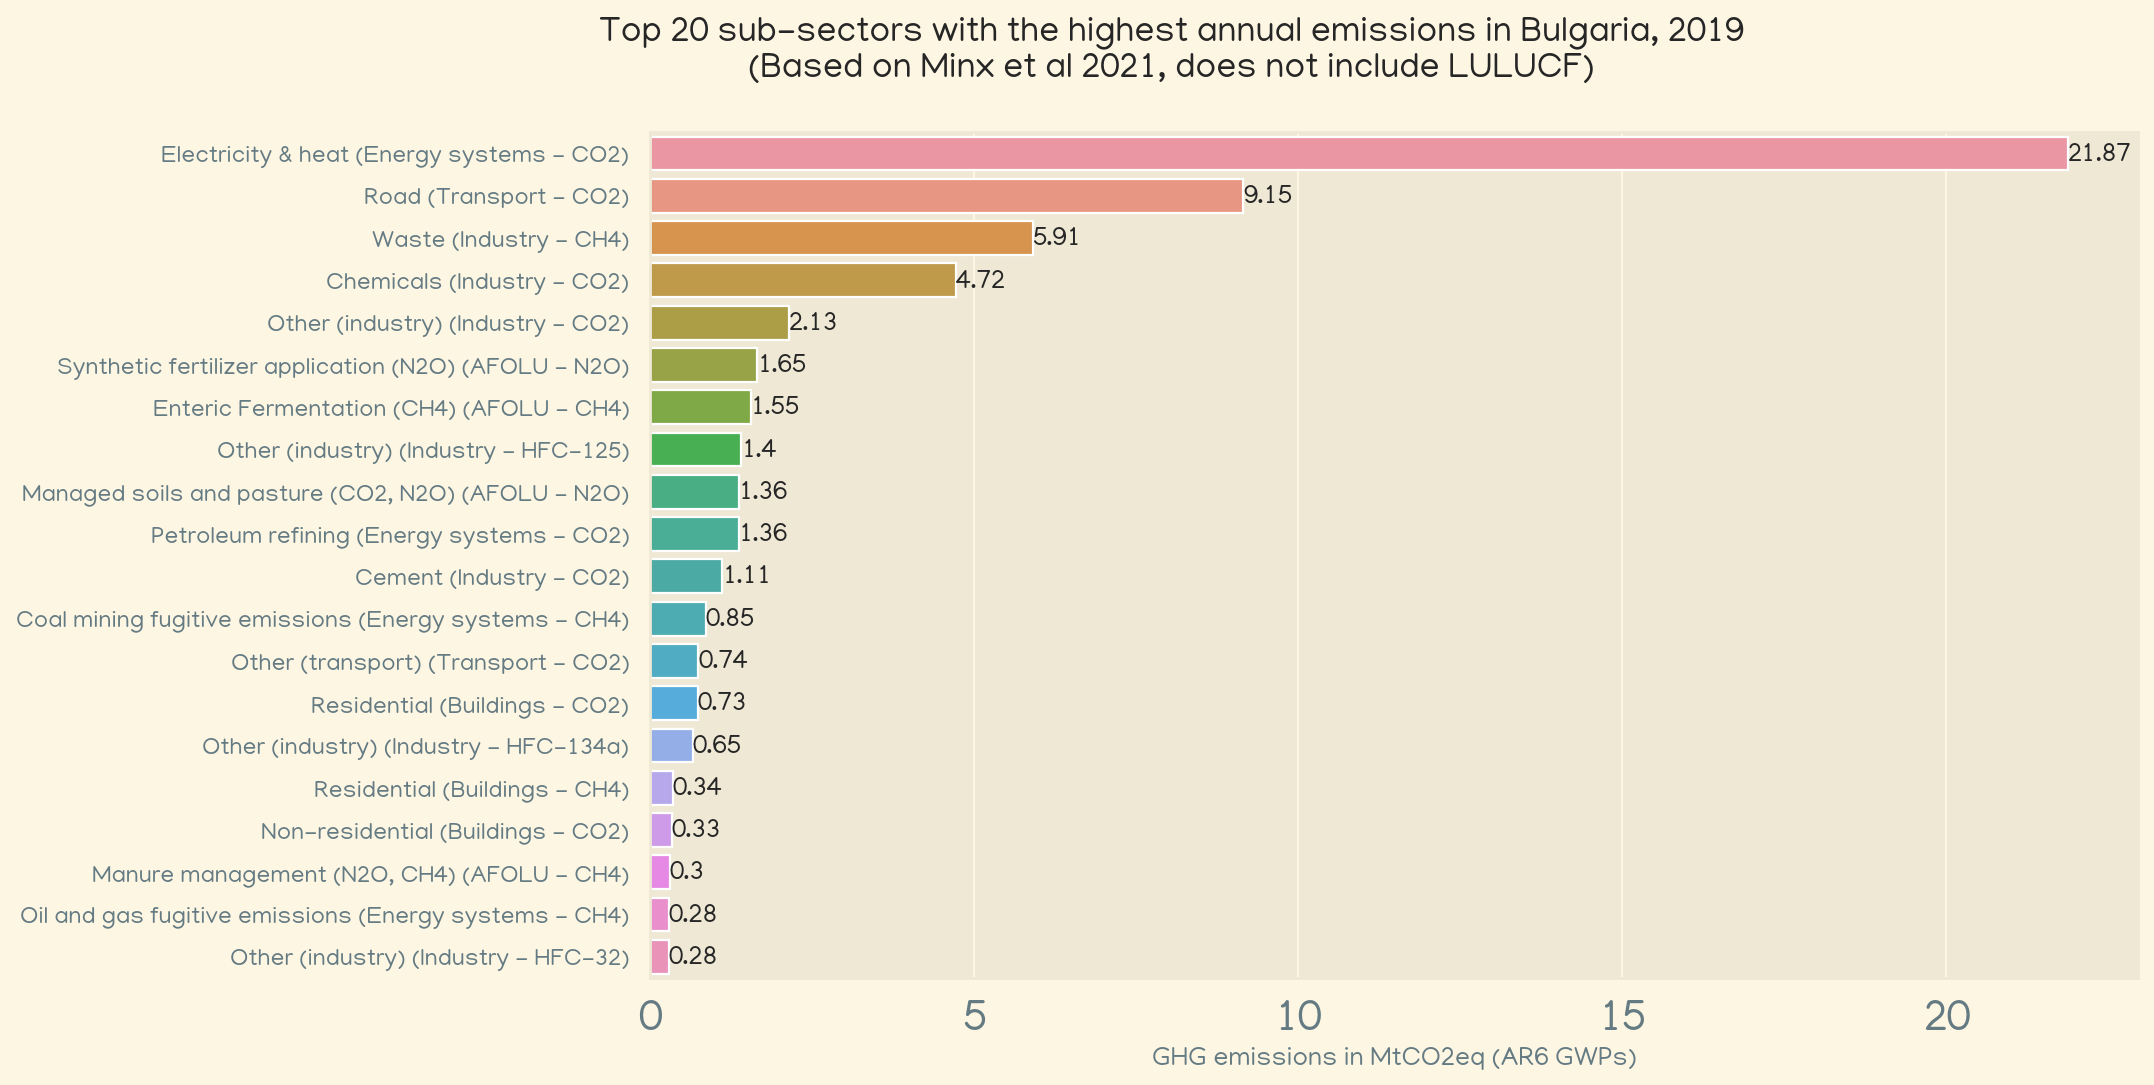 Top 20 sub-sectors with the highest annual emissions in Bulgaria, 2019
(Based on Minx et al 2021, does not include LULUCF)
Electricity & heat (Energy systems - CO2) 21.87
Road (Transport - CO2) 9.15
Waste (Industry - CH4) 5.91
Chemicals (Industry - CO2) 4.72
Other (industry) (Industry - CO2) 2.13
Synthetic fertilizer application (N2O) (AFOLU - N2O) 1.65
Enteric Fermentation (CH4) (AFOLU - CH4) 1.55
Other (industry) (Industry - HFC-125) 1.4
Managed soils and pasture (CO2, N2O) (AFOLU - N2O) 1.36
Petroleum refining (Energy systems - CO2) 1.36
Cement (Industry - CO2) 1.11
Coal mining fugitive emissions (Energy systems - CH4) 0.85
Other (transport) (Transport - CO2) 0.74
Residential (Buildings - CO2) 0.73
Other (industry) (Industry - HFC-134a) 0.65
Residential (Buildings - CH4) 0.34
Non-residential (Buildings - CO2) 0.33
Manure management (N2O, CH4) (AFOLU - CH4) 0.3
Oil and gas fugitive emissions (Energy systems - CH4) 0.28
Other (industry) (Industry - HFC-32) 0.28
0 5 10 15 20
GHG emissions in MtCO2eq (AR6 GWPs)